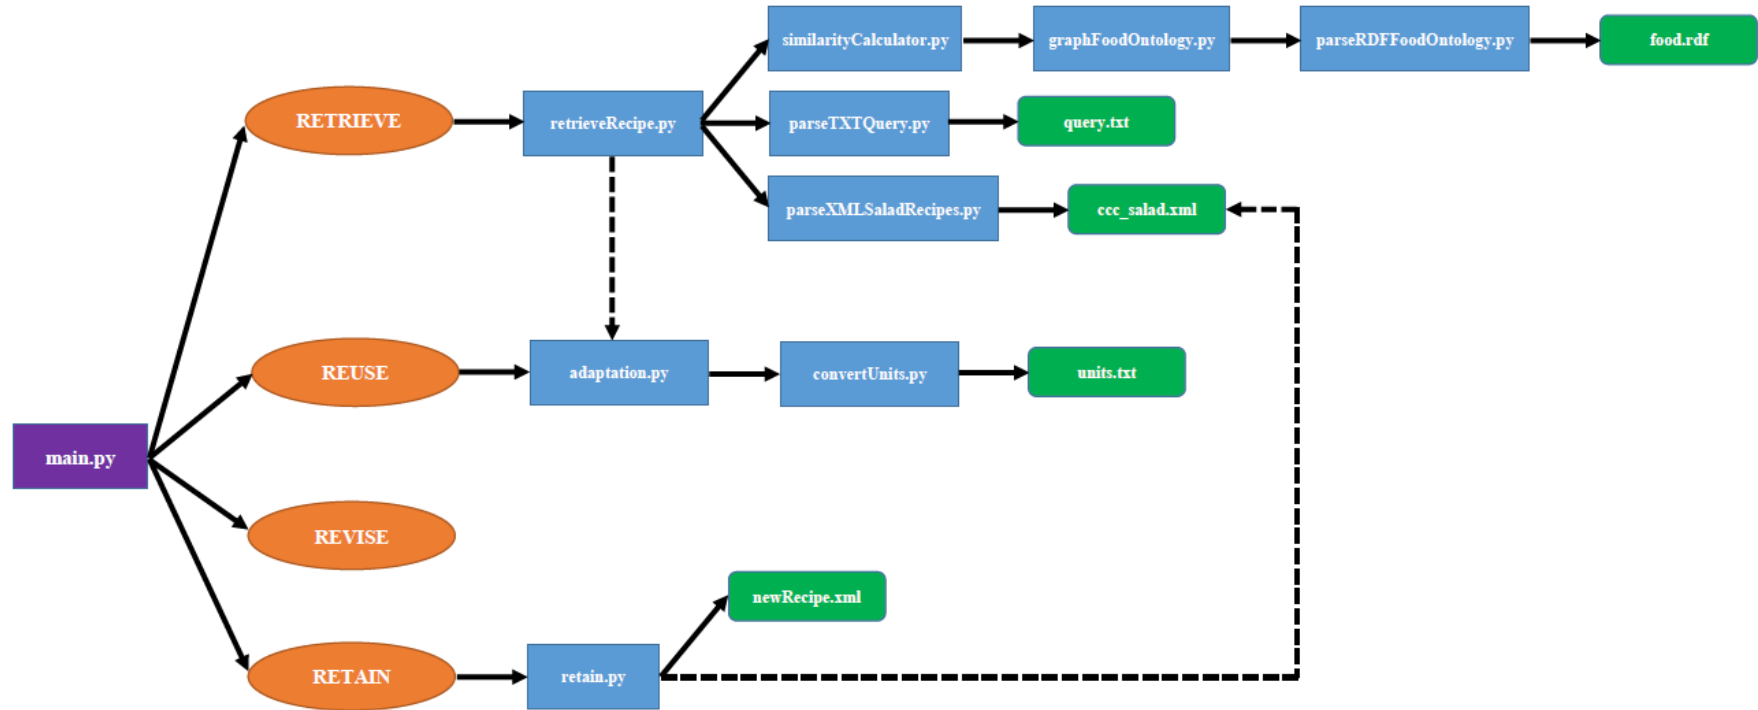 similarityCalculator.py
graphFoodOntology.py
parseRDFFoodOntology.py
food.rdf
RETRIEVE
retrieveRecipe.py
parseTXTQuery.py
query.txt
parseXMLSaladRecipes.py
ccc_salad.xml
REUSE
adaptation.py
convertUnits.py
units.txt
main.py
REVISE
newRecipe.xml
RETAIN
retain.py